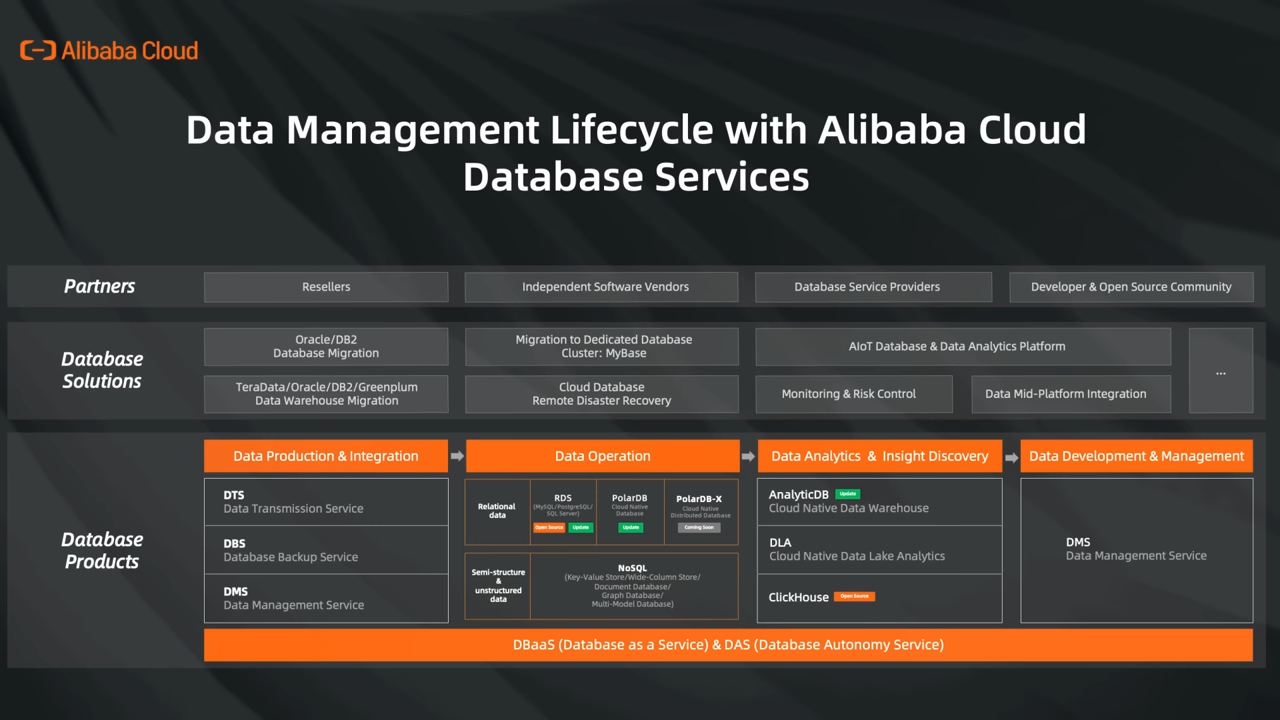 Alibaba Cloud
Data Management Lifecycle with Alibaba Cloud
Database Services
Partners
Resellers
Independent Software Vendors
Database Service Providers
Developer & Open Source Community
Database
Solutions
Oracle/DB2
Database Migration
Migration to Dedicated Database
Cluster: MyBase
AIoT Database & Data Analytics Platform
...
TeraData/Oracle/DB2/Greenplum
Data Warehouse Migration
Cloud Database
Remote Disaster Recovery
Monitoring & Risk Control
Data Mid-Platform Integration
Database
Products
Data Production & Integration
Data Operation
Data Analytics & Insight Discovery
Data Development & Management
DTS
Data Transmission Service
DBS
Database Backup Service
DMS
Data Management Service
Relational
data
RDS
(MySQL/PostgreSQL/
SQL Server)
Open Source
Update
PolarDB
Cloud Native
Database
Update
PolarDB-X
Cloud Native
Distributed Database
Coming Soon
Semi-structure
&
unstructured
data
NoSQL
(Key-Value Store/Wide-Column Store/
Document Database/
Graph Database/
Multi-Model Database)
AnalyticDB Update
Cloud Native Data Warehouse
DLA
Cloud Native Data Lake Analytics
ClickHouse Open Source
DMS
Data Management Service
DBaaS (Database as a Service) & DAS (Database Autonomy Service)